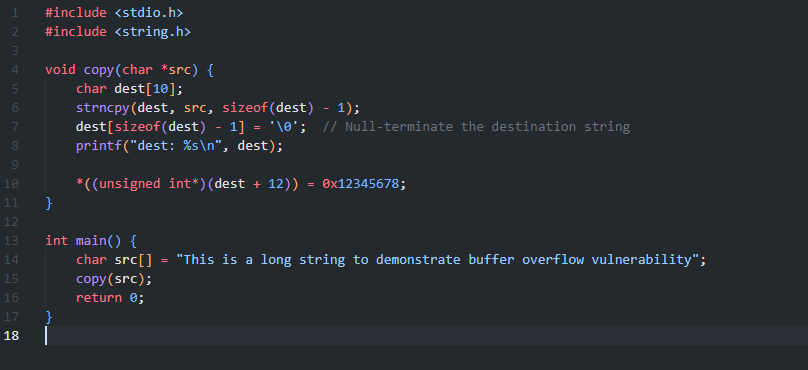 1 #include <stdio.h>
2 #include <string.h>
3
4 void copy(char *src) {
5     char dest[10];
6     strncpy(dest, src, sizeof(dest) - 1);
7     dest[sizeof(dest) - 1] = '\0';  // Null-terminate the destination string
8     printf("dest: %s\n", dest);
9
10     *((unsigned int*)(dest + 12)) = 0x12345678;
11 }
12
13 int main() {
14     char src[] = "This is a long string to demonstrate buffer overflow vulnerability";
15     copy(src);
16     return 0;
17 }
18